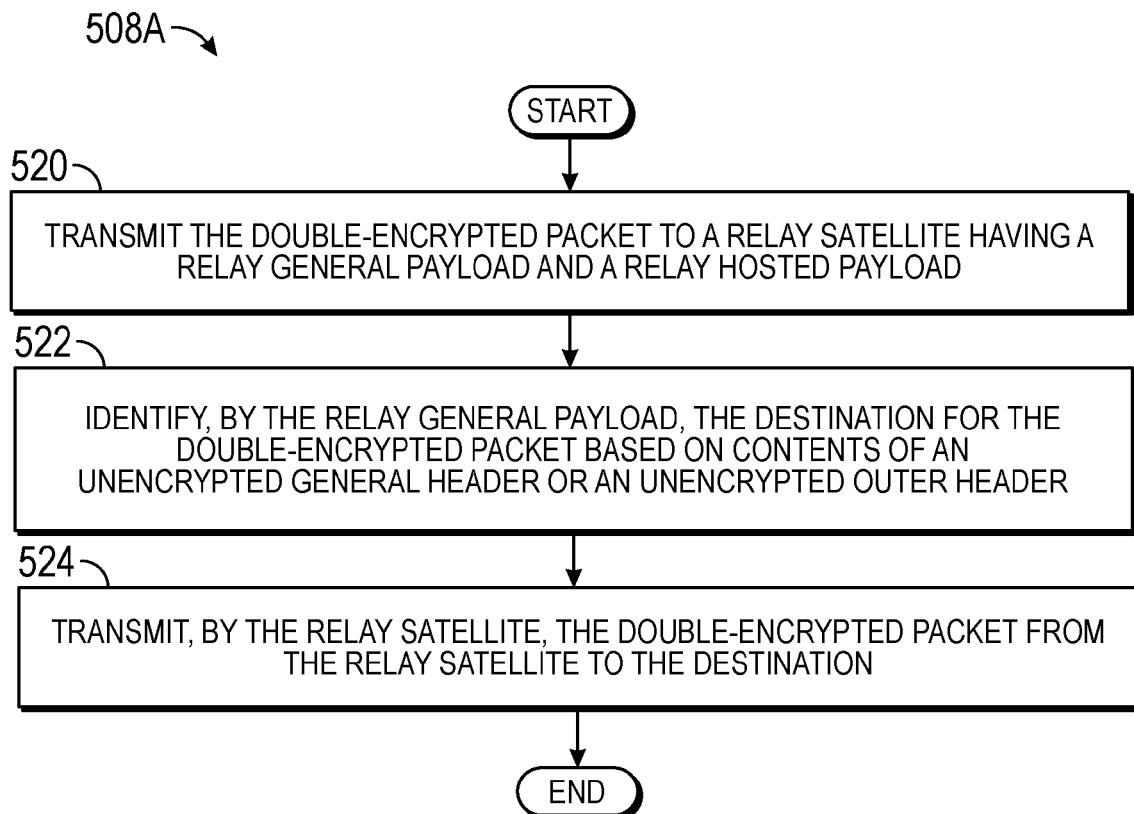 508A
START
520
TRANSMIT THE DOUBLE-ENCRYPTED PACKET TO A RELAY SATELLITE HAVING A
RELAY GENERAL PAYLOAD AND A RELAY HOSTED PAYLOAD
522
IDENTIFY, BY THE RELAY GENERAL PAYLOAD, THE DESTINATION FOR THE
DOUBLE-ENCRYPTED PACKET BASED ON CONTENTS OF AN
UNENCRYPTED GENERAL HEADER OR AN UNENCRYPTED OUTER HEADER
524
TRANSMIT, BY THE RELAY SATELLITE, THE DOUBLE-ENCRYPTED PACKET FROM
THE RELAY SATELLITE TO THE DESTINATION
END